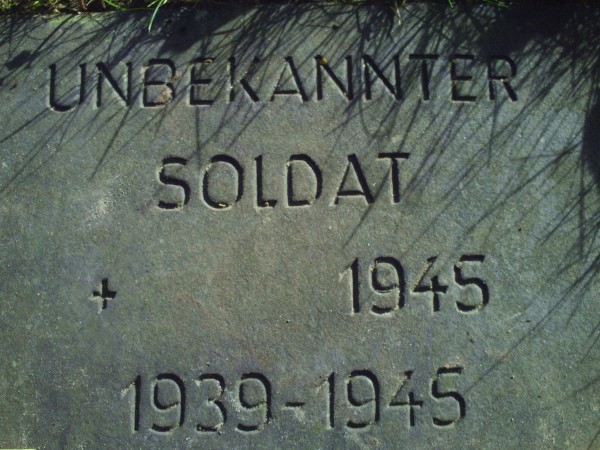 UNBEKANNTER
SOLDAT
+ 1945
1939-1945